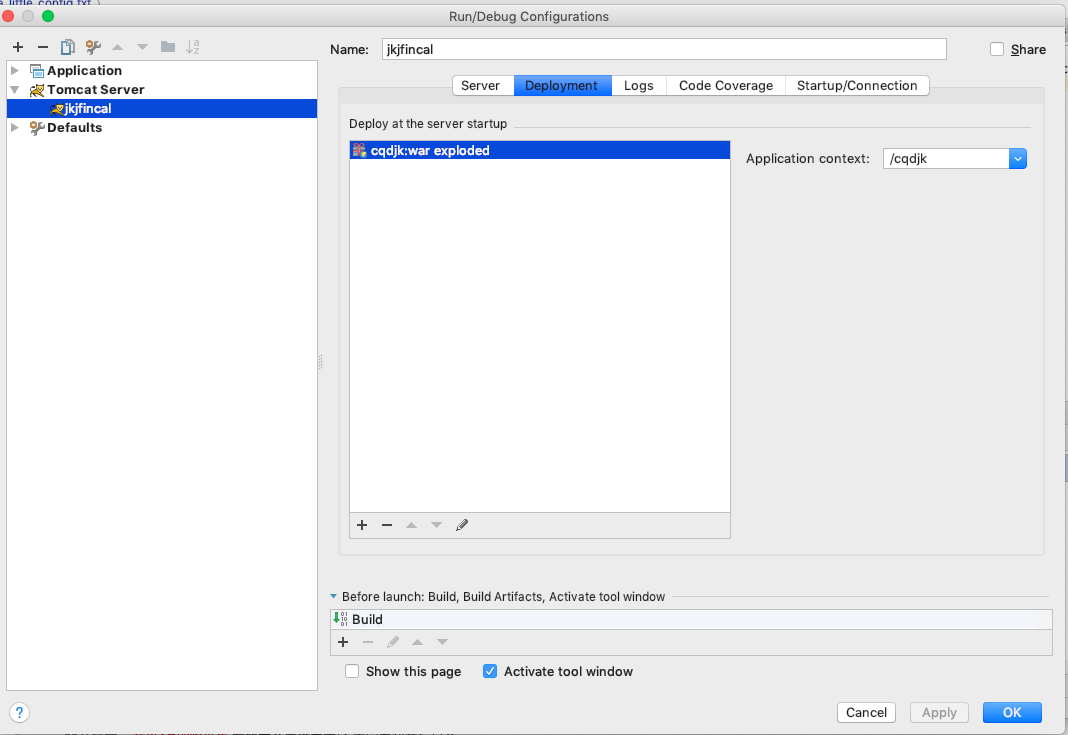 a_little_config.txt
Run/Debug Configurations
Name: jkjfincal Share
Application
Tomcat Server
jkjfincal
Defaults
Server Deployment Logs Code Coverage Startup/Connection
Deploy at the server startup
cqdjk:war exploded
Application context: /cqdjk
Before launch: Build, Build Artifacts, Activate tool window
Build
Show this page Activate tool window
? Cancel Apply OK